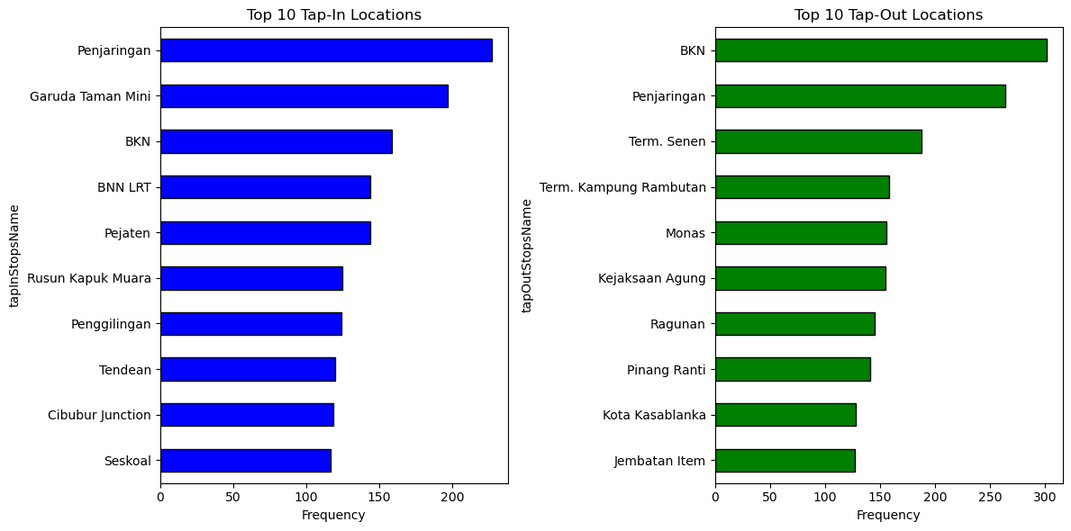 Top 10 Tap-In Locations
tapInStopsName
Penjaringan
Garuda Taman Mini
BKN
BNN LRT
Pejaten
Rusun Kapuk Muara
Penggilingan
Tendean
Cibubur Junction
Seskoal
0 50 100 150 200
Frequency
Top 10 Tap-Out Locations
tapOutStopsName
BKN
Penjaringan
Term. Senen
Term. Kampung Rambutan
Monas
Kejaksaan Agung
Ragunan
Pinang Ranti
Kota Kasablanka
Jembatan Item
0 50 100 150 200 250 300
Frequency